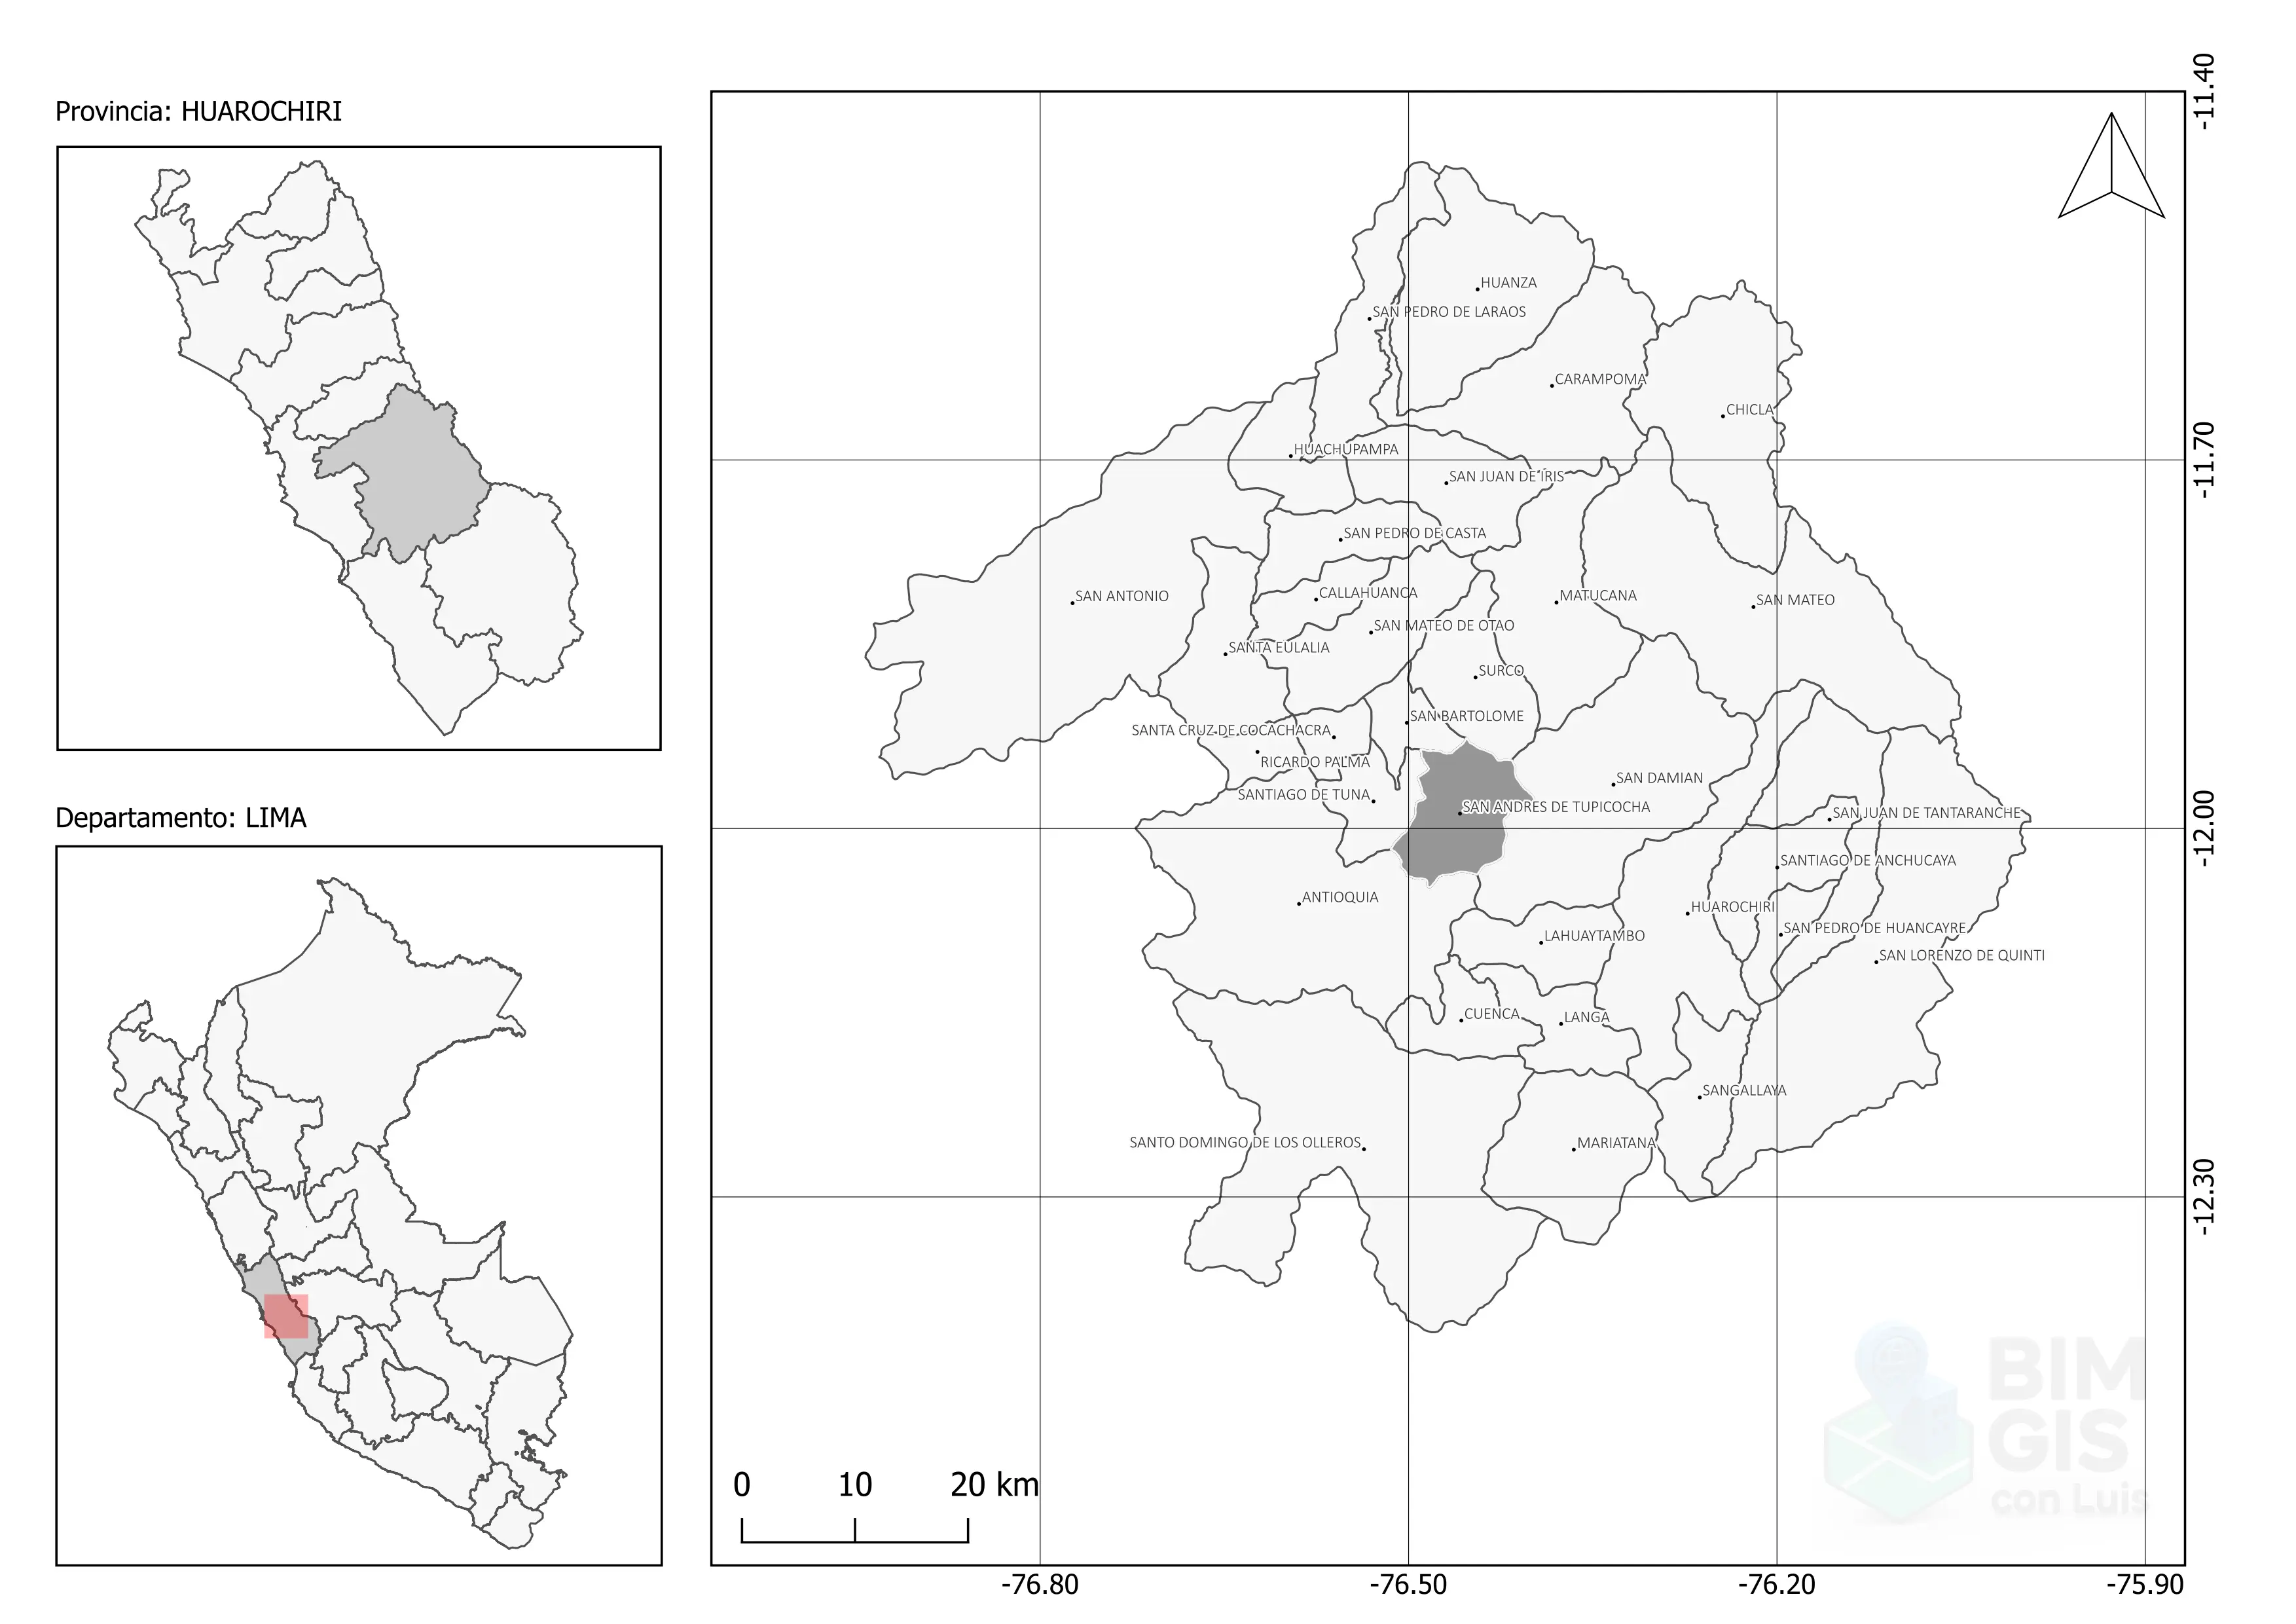 Provincia: HUAROCHIRI
Departamento: LIMA
HUANZA
SAN PEDRO DE LARAOS
CARAMPOMA
CHICLA
HUACHUPAMPA
SAN JUAN DE IRIS
SAN PEDRO DE CASTA
CALLAHUANCA
MATUCANA
SAN ANTONIO
SAN MATEO
SAN MATEO DE OTAO
SANTA EULALIA
SURCO
SAN BARTOLOME
SANTA CRUZ DE COCACHACRA
RICARDO PALMA
SAN DAMIAN
SANTIAGO DE TUNA
SAN ANDRES DE TUPICOCHA
SAN JUAN DE TANTARANCHE
SANTIAGO DE ANCHUCAYA
ANTIOQUIA
HUAROCHIRI
SAN PEDRO DE HUANCAYRE
LAHUAYTAMBO
SAN LORENZO DE QUINTI
CUENCA
LANGA
SANGALLAYA
SANTO DOMINGO DE LOS OLLEROS
MARIATANA
-11.40
-11.70
-12.00
-12.30
BIM
GIS
con Luis
0 10 20 km
-76.80 -76.50 -76.20 -75.90